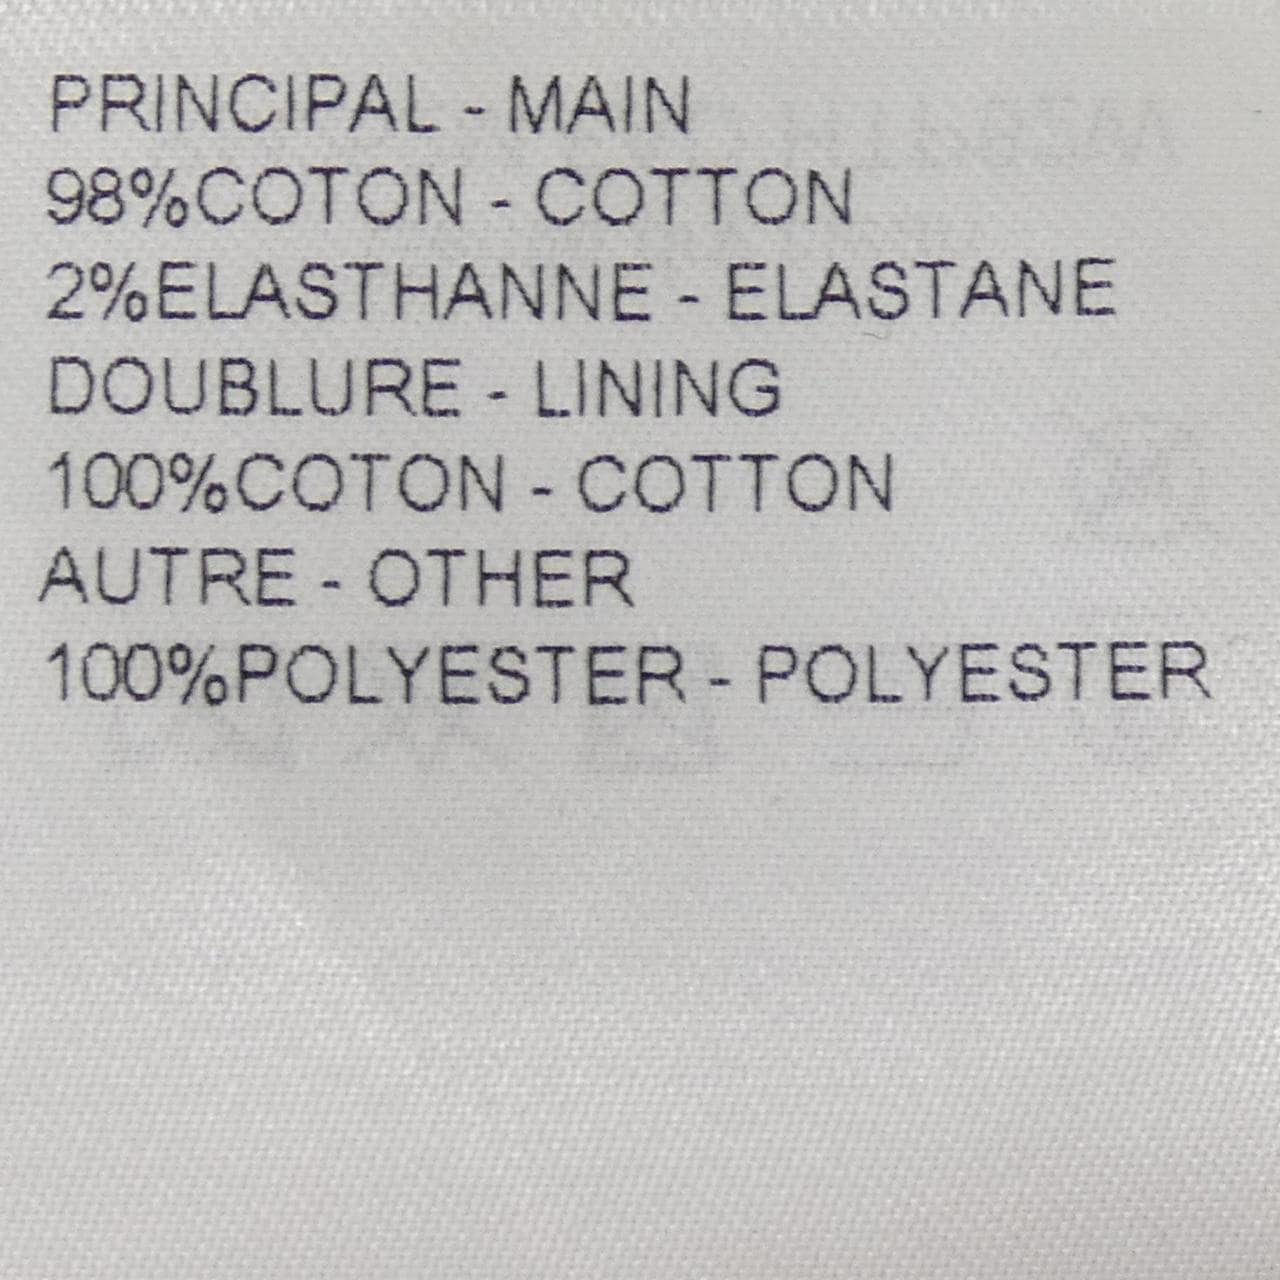 PRINCIPAL - MAIN
98%COTON - COTTON
2%ELASTHANNE - ELASTANE
DOUBLURE - LINING
100%COTON - COTTON
AUTRE - OTHER
100%POLYESTER - POLYESTER